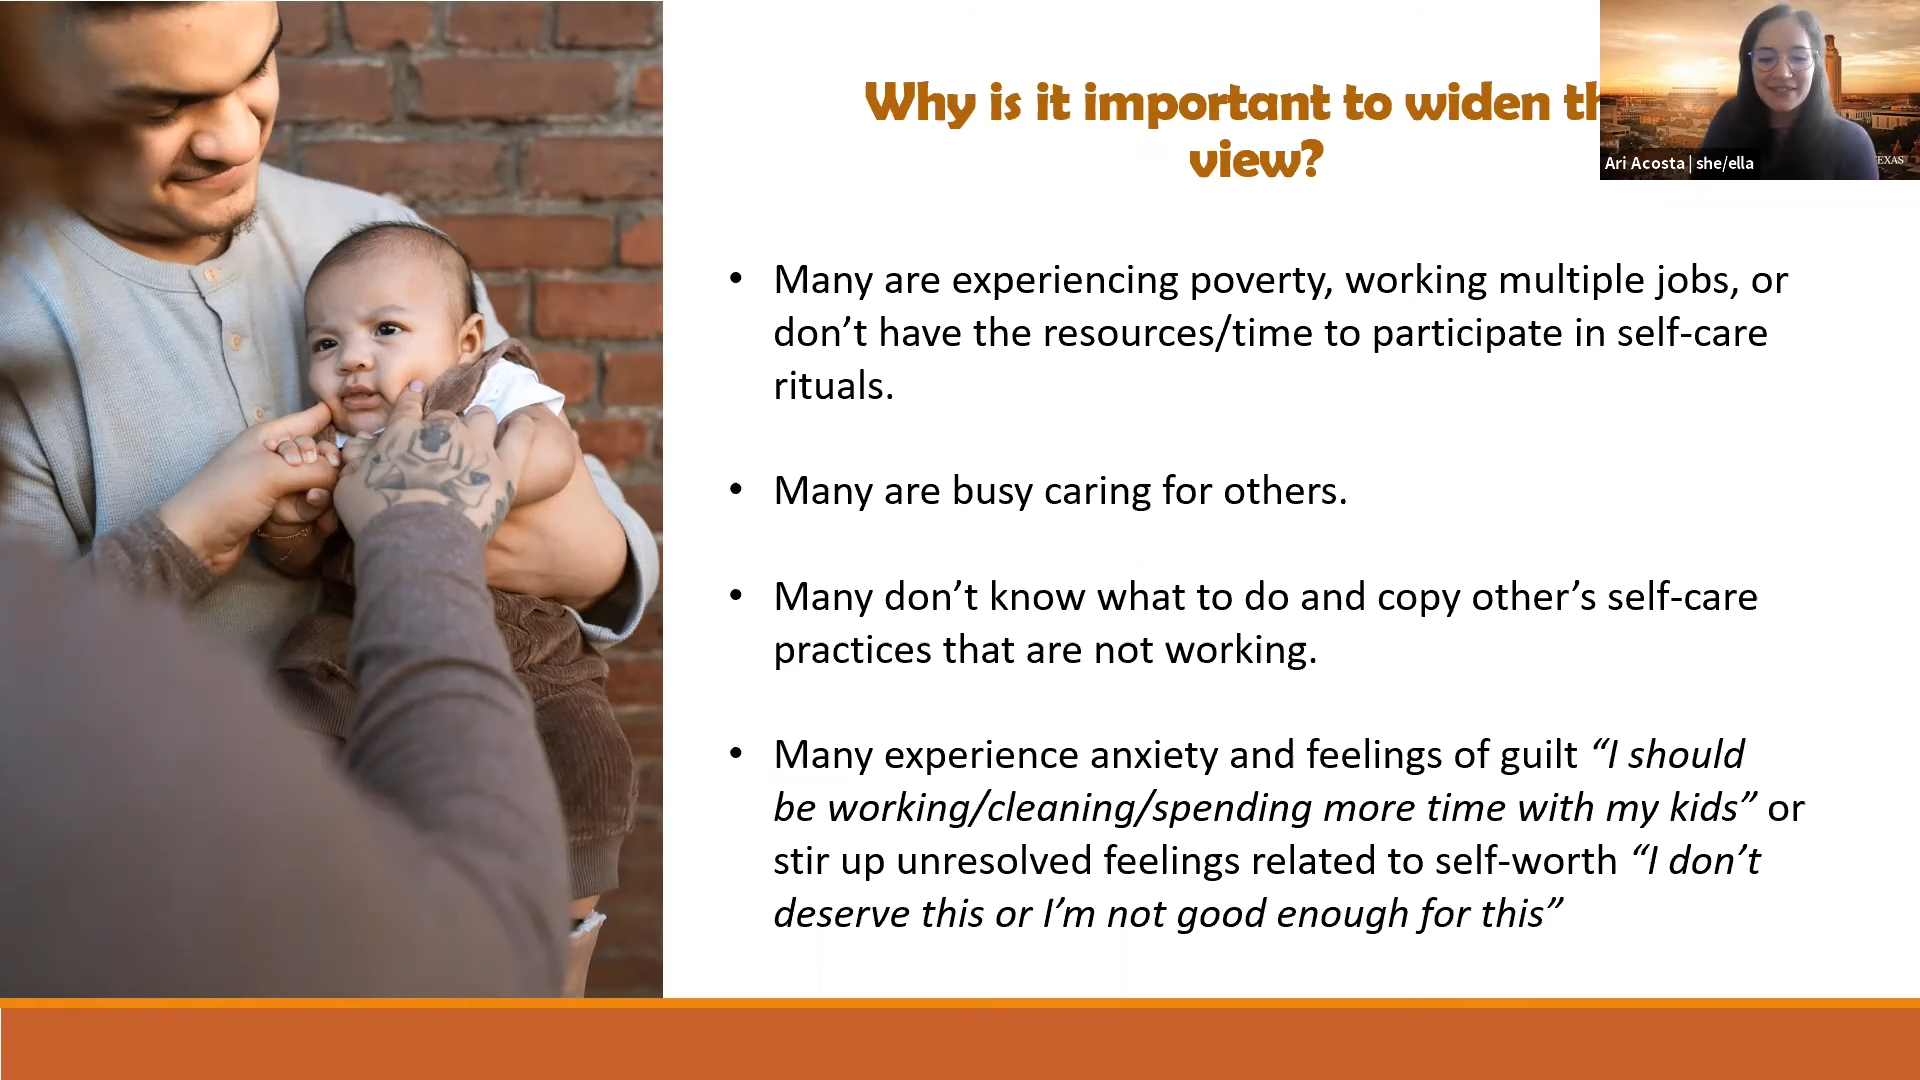 Why is it important to widen th
view?
Ari Acosta | she/ella
EXAS
• Many are experiencing poverty, working multiple jobs, or
don’t have the resources/time to participate in self-care
rituals.
• Many are busy caring for others.
• Many don’t know what to do and copy other’s self-care
practices that are not working.
• Many experience anxiety and feelings of guilt “I should
be working/cleaning/spending more time with my kids” or
stir up unresolved feelings related to self-worth “I don’t
deserve this or I’m not good enough for this”